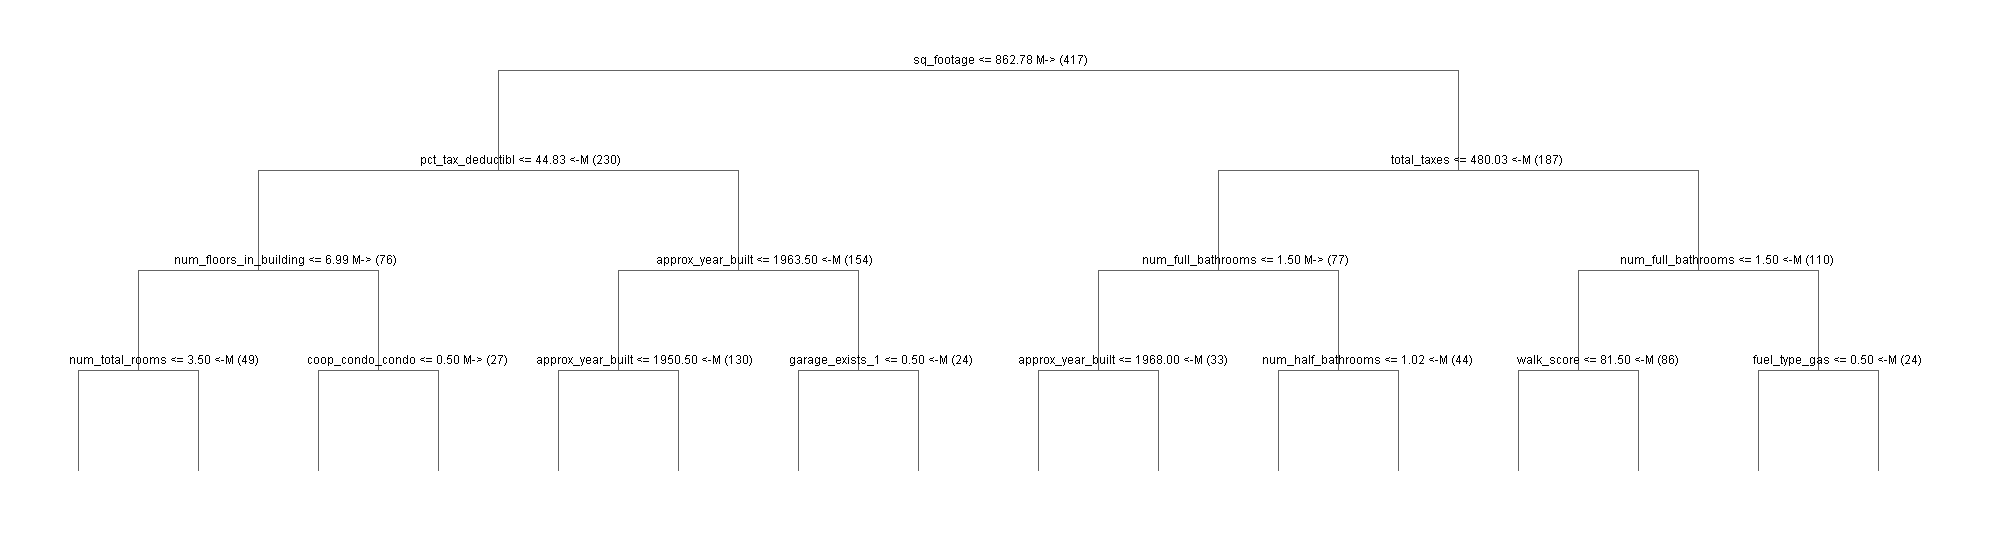 sq_footage <= 862.78 M-> (417)
pct_tax_deductibl <= 44.83 <-M (230)
total_taxes <= 480.03 <-M (187)
num_floors_in_building <= 6.99 M-> (76)
approx_year_built <= 1963.50 <-M (154)
num_full_bathrooms <= 1.50 M-> (77)
num_full_bathrooms <= 1.50 <-M (110)
num_total_rooms <= 3.50 <-M (49)
coop_condo_condo <= 0.50 M-> (27)
approx_year_built <= 1950.50 <-M (130)
garage_exists_1 <= 0.50 <-M (24)
approx_year_built <= 1968.00 <-M (33)
num_half_bathrooms <= 1.02 <-M (44)
walk_score <= 81.50 <-M (86)
fuel_type_gas <= 0.50 <-M (24)